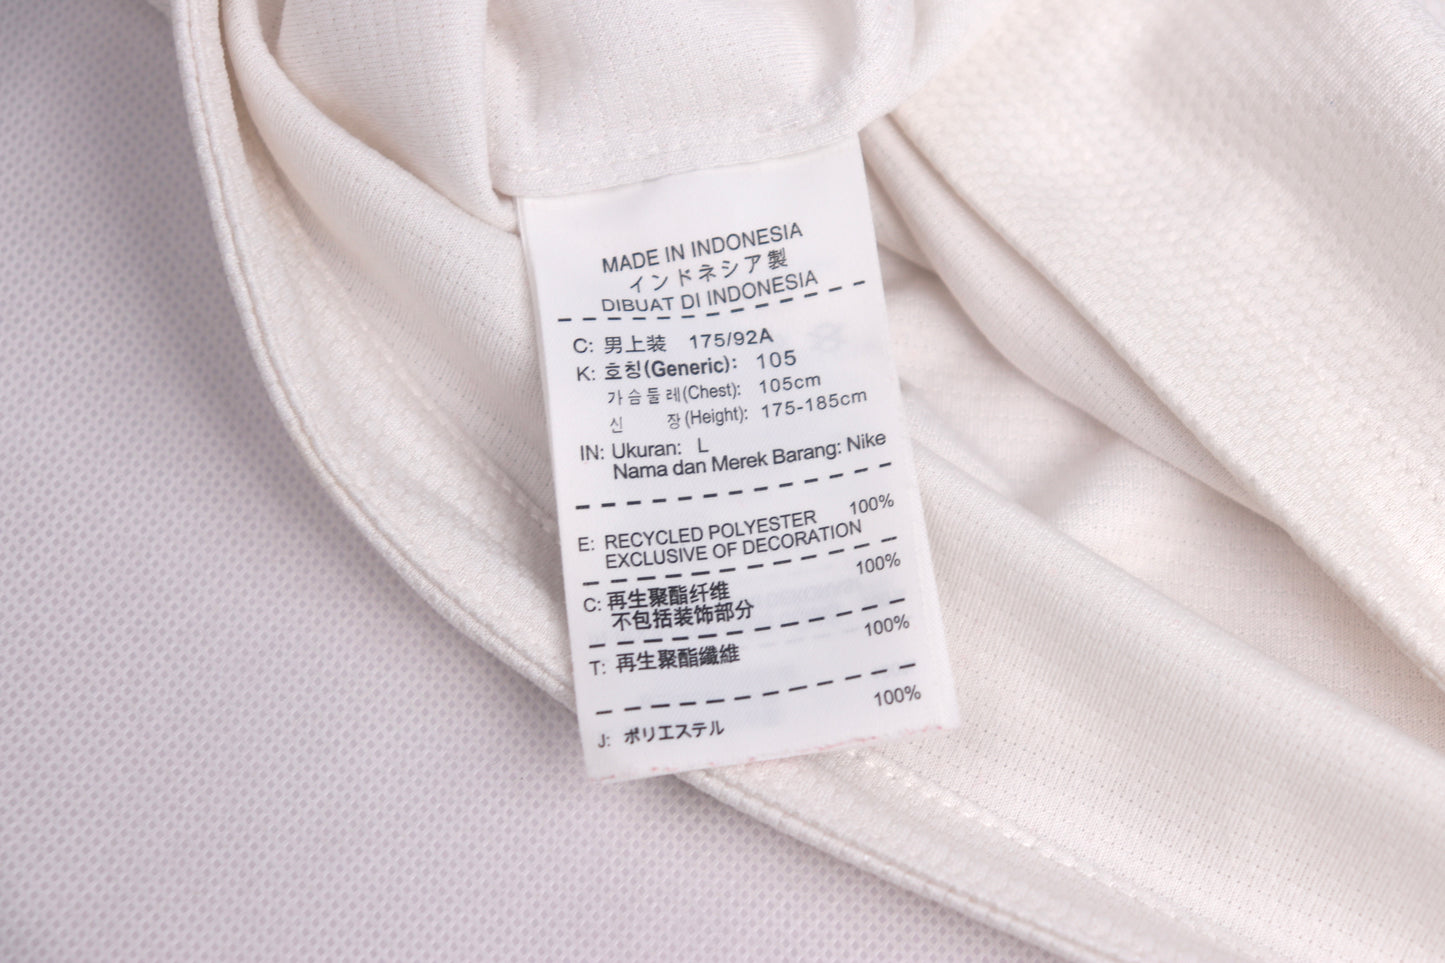 MADE IN INDONESIA
インドネシア製
DIBUAT DI INDONESIA
C: 男上装 175/92A
K: 호칭(Generic): 105
가슴둘레(Chest): 105cm
신 장(Height): 175-185cm
IN: Ukuran: L
Nama dan Merek Barang: Nike
E: RECYCLED POLYESTER 100%
EXCLUSIVE OF DECORATION
C: 再生聚酯纤维 100%
不包括装饰部分
T: 再生聚酯纖維 100%
J: ポリエステル 100%